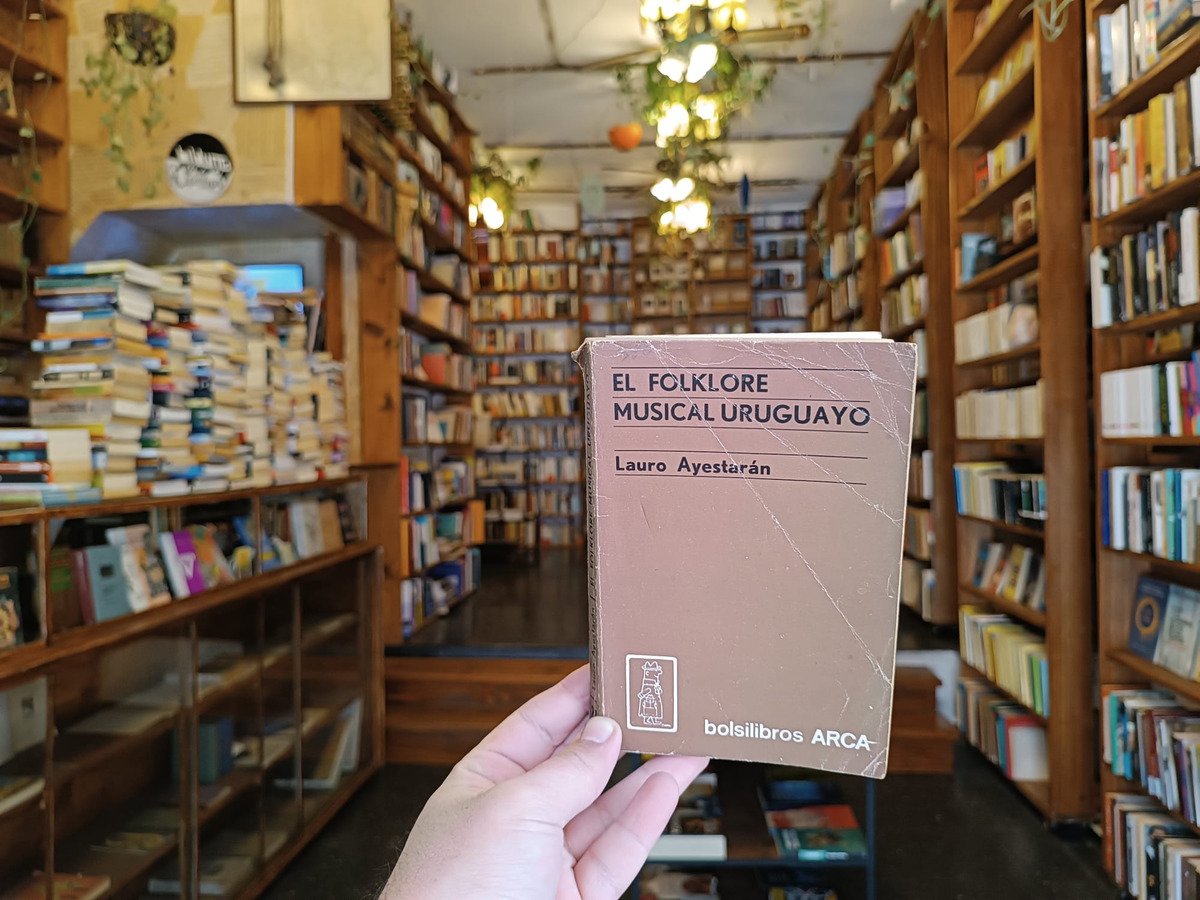 EL FOLKLORE
MUSICAL URUGUAYO
Lauro Ayestarán
bolsilibros ARCA